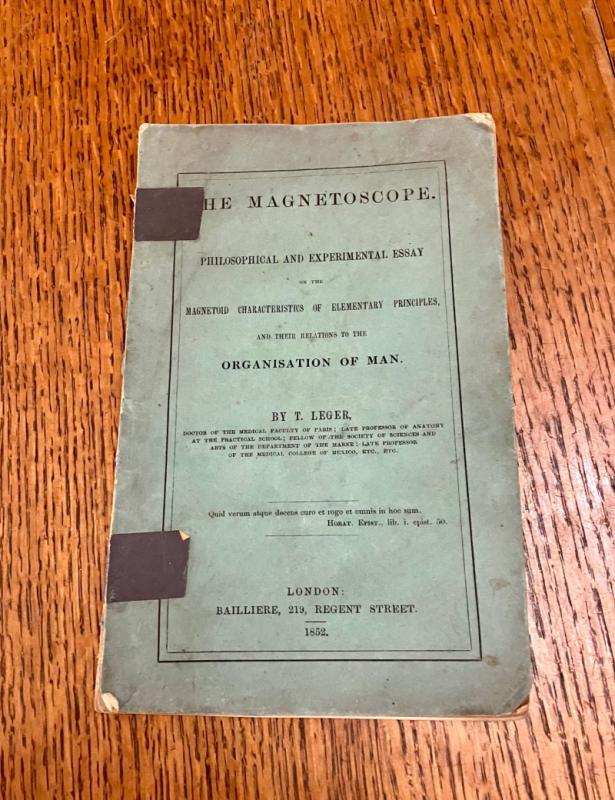 HE MAGNETOSCOPE.
A
PHILOSOPHICAL AND EXPERIMENTAL ESSAY
ON THE
MAGNETOID CHARACTERISTICS OF ELEMENTARY PRINCIPLES,
AND THEIR RELATIONS TO THE
ORGANISATION OF MAN.
BY T. LEGER,
DOCTOR OF THE MEDICAL FACULTY OF PARIS; LATE PROFESSOR OF ANATOMY
AT THE PRACTICAL SCHOOL; FELLOW OF THE SOCIETY OF SCIENCES AND
ARTS OF THE DEPARTMENT OF THE MARNE; LATE PROFESSOR
OF THE MEDICAL COLLEGE OF MEXICO, ETC., ETC.
Quid verum atque decens curo et rogo et omnis in hoc sum.
HORAT. EPIST., lib. i. epist. 50.
LONDON:
BAILLIERE, 219, REGENT STREET.
1852.